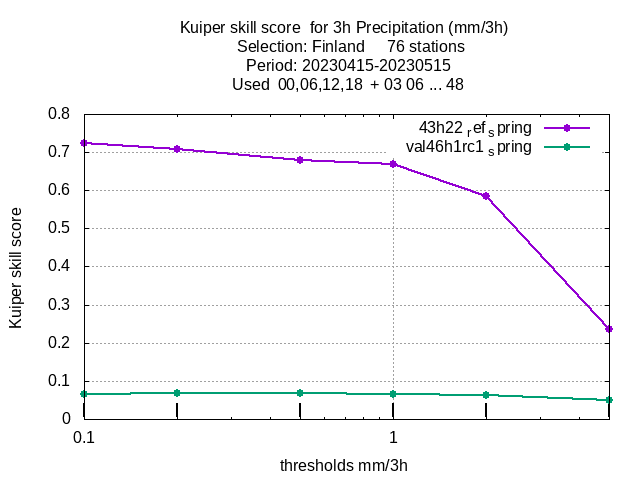 Kuiper skill score  for 3h Precipitation (mm/3h)
Selection: Finland     76 stations
Period: 20230415-20230515
Used  00,06,12,18  + 03 06 ... 48
43h22 ref spring
val46h1rc1 spring
Kuiper skill score
0.8
0.7
0.6
0.5
0.4
0.3
0.2
0.1
0
0.1 1
thresholds mm/3h